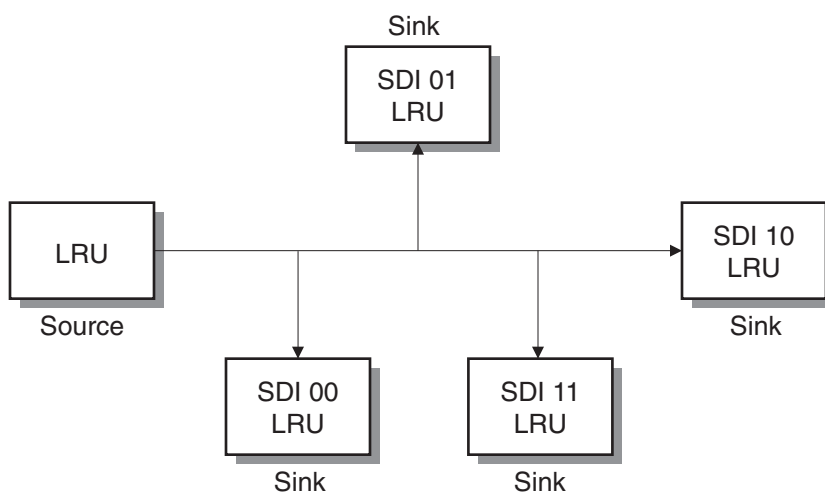 Sink
SDI 01
LRU
LRU
Source
SDI 10
LRU
Sink
SDI 00
LRU
Sink
SDI 11
LRU
Sink